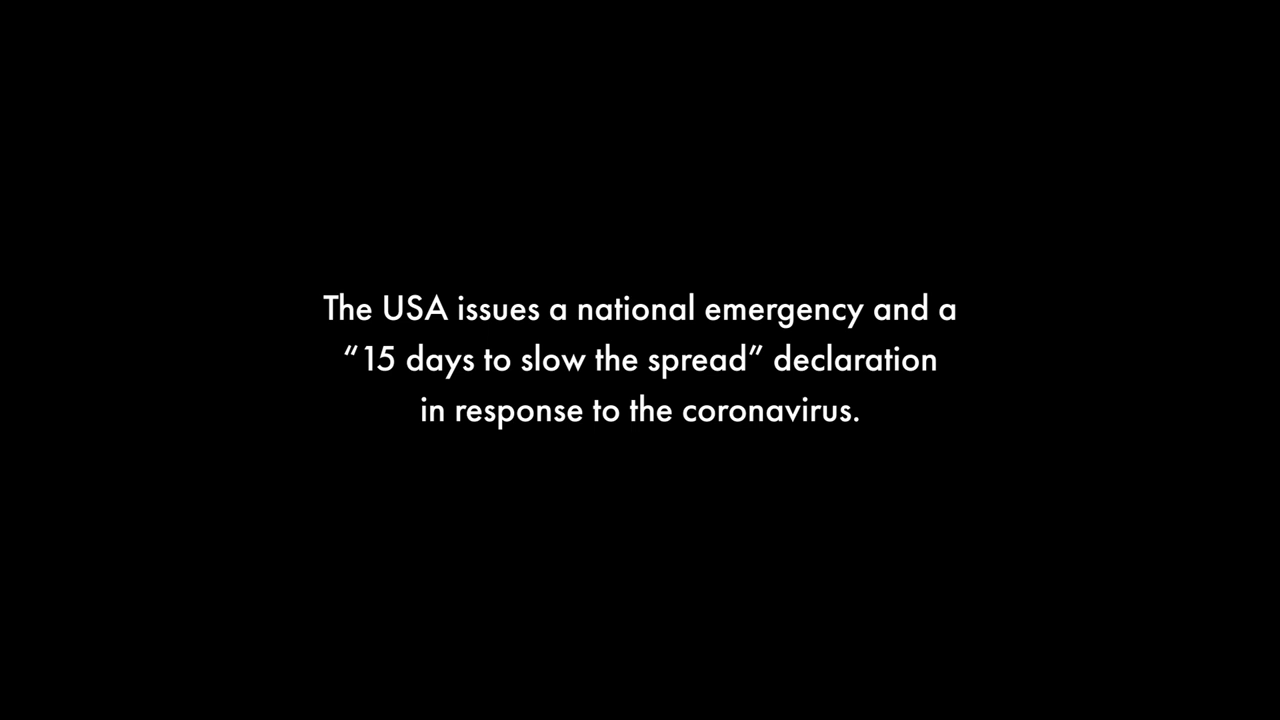 The USA issues a national emergency and a
“15 days to slow the spread” declaration
in response to the coronavirus.